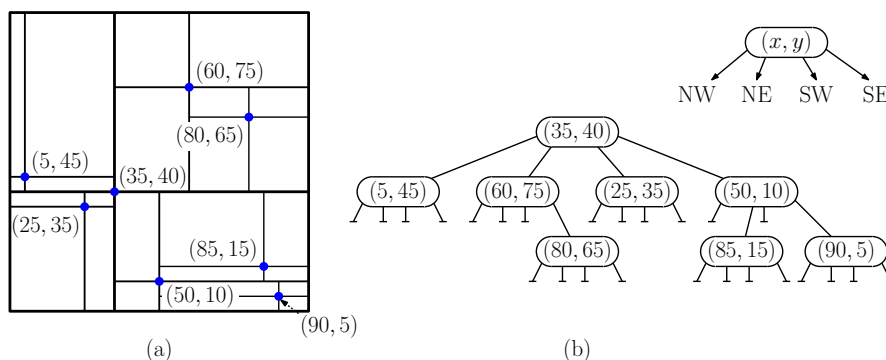 (60, 75)
(80, 65)
(5, 45)
(35, 40)
(25, 35)
(85, 15)
(50, 10)
(90, 5)
(a)
(x, y)
NW NE SW SE
(35, 40)
(5, 45) (60, 75) (25, 35) (50, 10)
(80, 65) (85, 15) (90, 5)
(b)